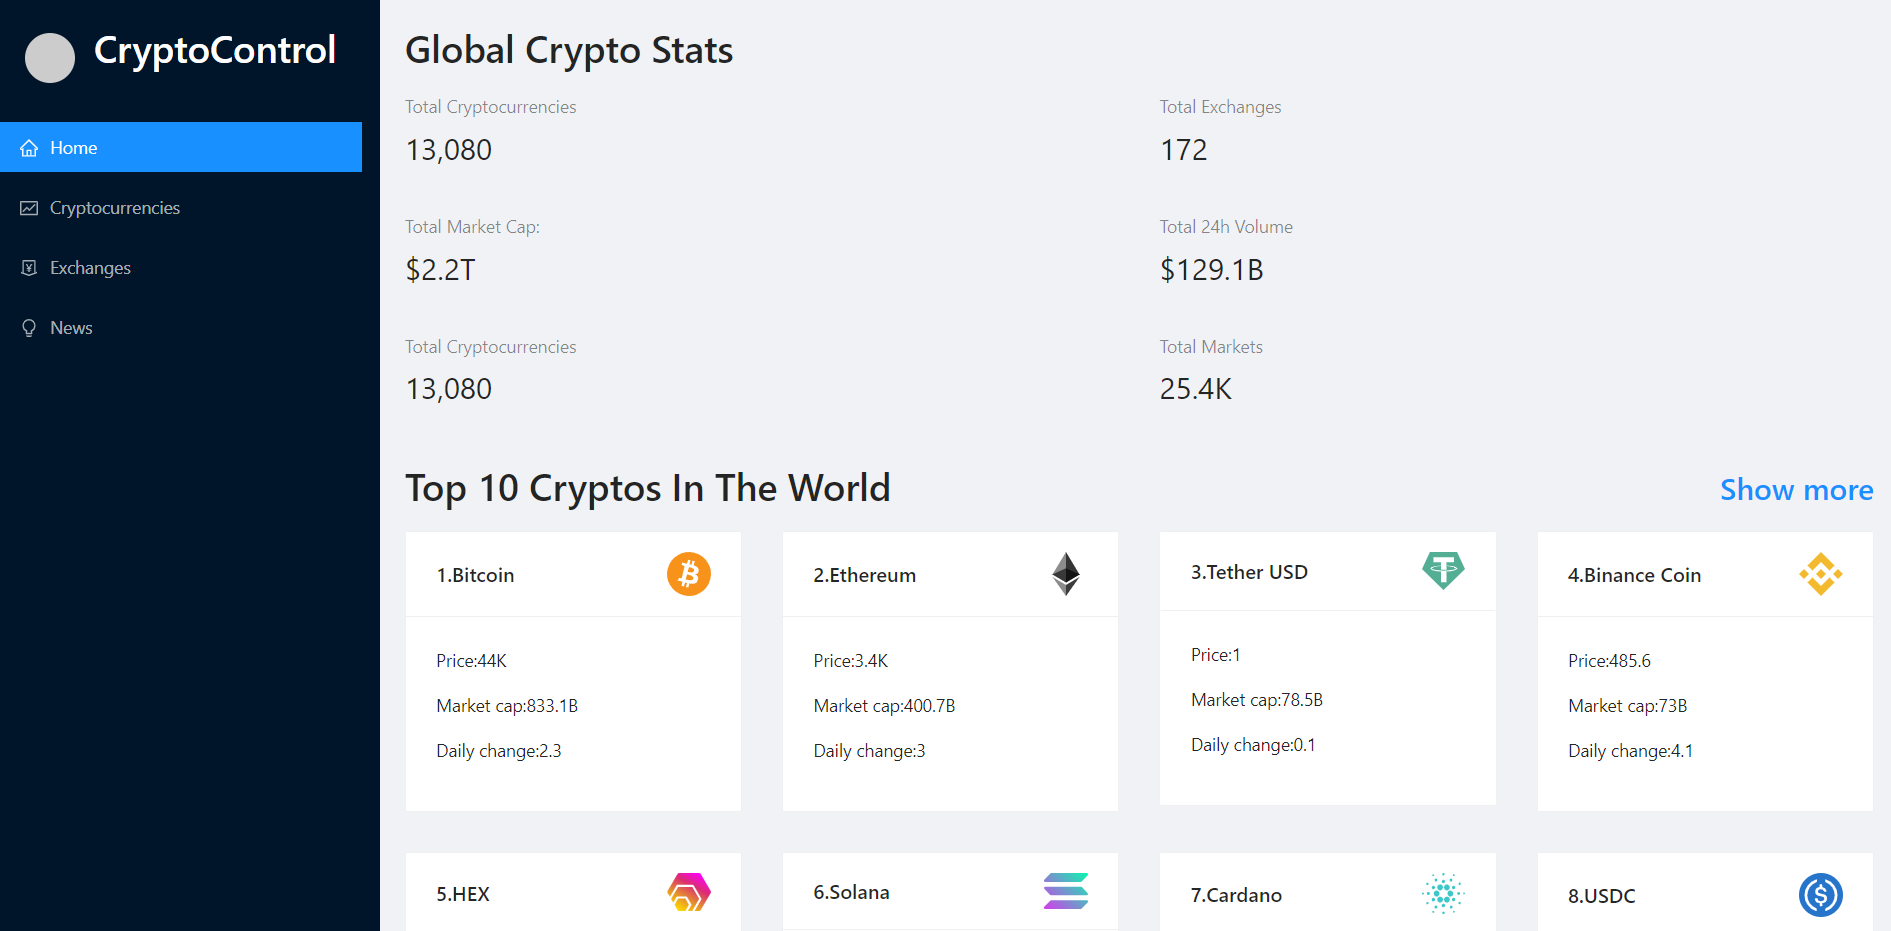 CryptoControl
Home
Cryptocurrencies
Exchanges
News
Global Crypto Stats
Total Cryptocurrencies
13,080
Total Exchanges
172
Total Market Cap:
$2.2T
Total 24h Volume
$129.1B
Total Cryptocurrencies
13,080
Total Markets
25.4K
Top 10 Cryptos In The World
Show more
1.Bitcoin
Price:44K
Market cap:833.1B
Daily change:2.3
2.Ethereum
Price:3.4K
Market cap:400.7B
Daily change:3
3.Tether USD
Price:1
Market cap:78.5B
Daily change:0.1
4.Binance Coin
Price:485.6
Market cap:73B
Daily change:4.1
5.HEX
6.Solana
7.Cardano
8.USDC